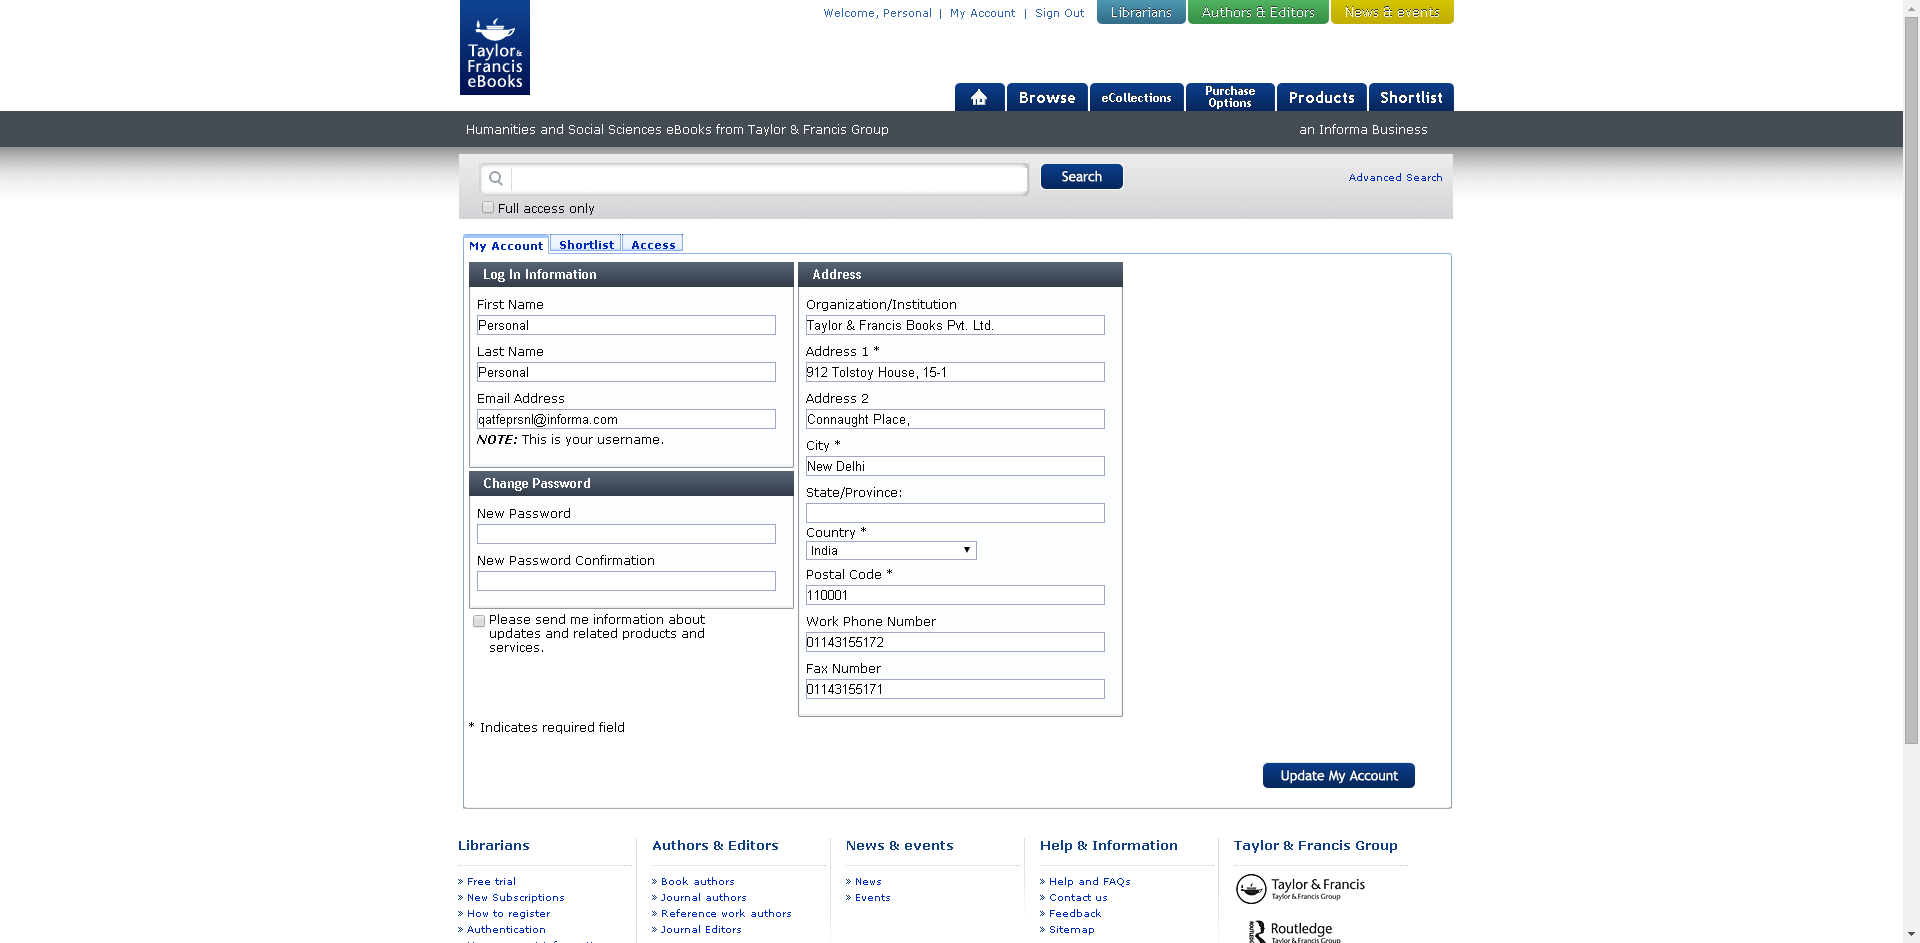 Taylor &
Francis
eBooks
Welcome, Personal | My Account | Sign Out
Librarians
Authors & Editors
News & events
Browse
eCollections
Purchase
Options
Products
Shortlist
Humanities and Social Sciences eBooks from Taylor & Francis Group
an Informa Business
Search
Advanced Search
Full access only
My Account
Shortlist
Access
Log In Information
First Name
Personal
Last Name
Personal
Email Address
qatfeprsnl@informa.com
NOTE: This is your username.
Change Password
New Password
New Password Confirmation
Please send me information about
updates and related products and
services.
Address
Organization/Institution
Taylor & Francis Books Pvt. Ltd.
Address 1 *
912 Tolstoy House, 15-1
Address 2
Connaught Place,
City *
New Delhi
State/Province:
Country *
India
Postal Code *
110001
Work Phone Number
01143155172
Fax Number
01143155171
* Indicates required field
Update My Account
Librarians
» Free trial
» New Subscriptions
» How to register
» Authentication
Authors & Editors
» Book authors
» Journal authors
» Reference work authors
» Journal Editors
News & events
» News
» Events
Help & Information
» Help and FAQs
» Contact us
» Feedback
» Sitemap
Taylor & Francis Group
Taylor & Francis
Taylor & Francis Group
Routledge
Taylor & Francis Group